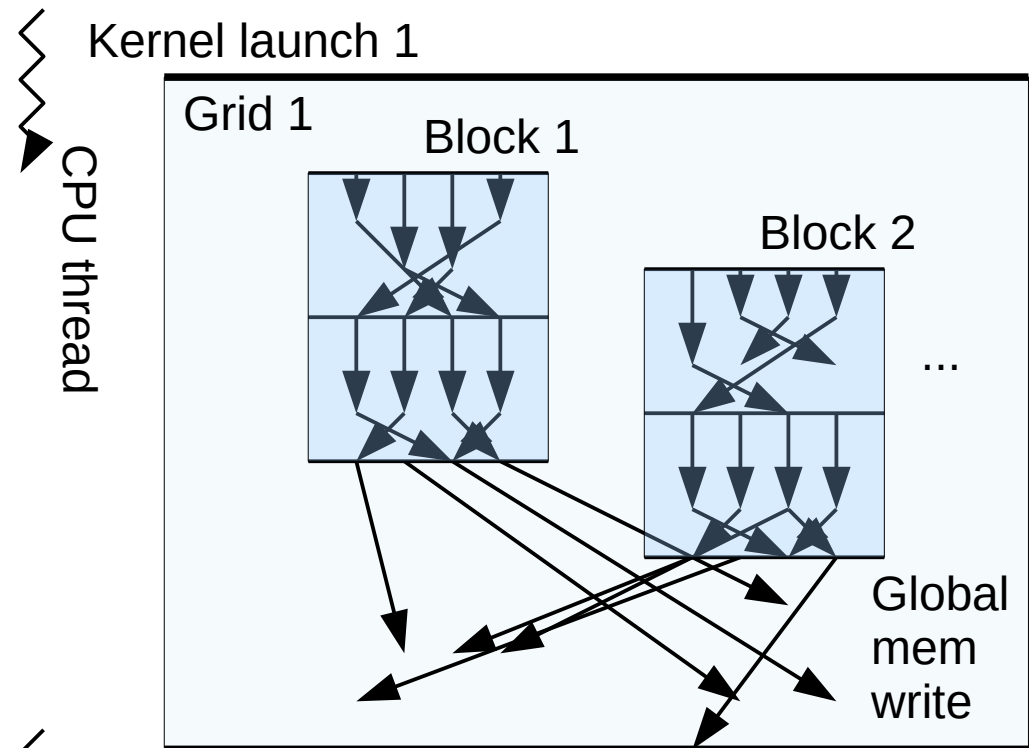 Kernel launch 1
Grid 1
Block 1
CPU thread
Block 2
...
Global
mem
write